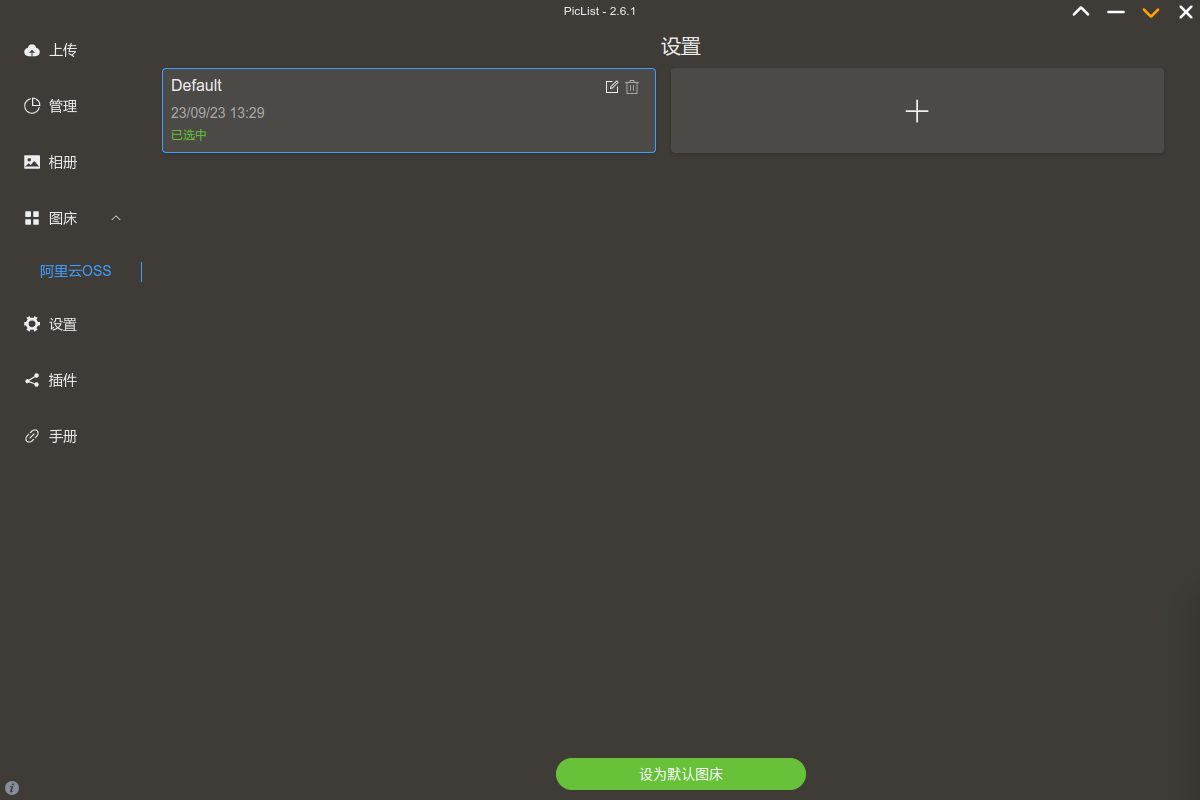 PicList - 2.6.1
上传
管理
相册
图床
阿里云OSS
设置
插件
手册
设置
Default
23/09/23 13:29
已选中
设为默认图床